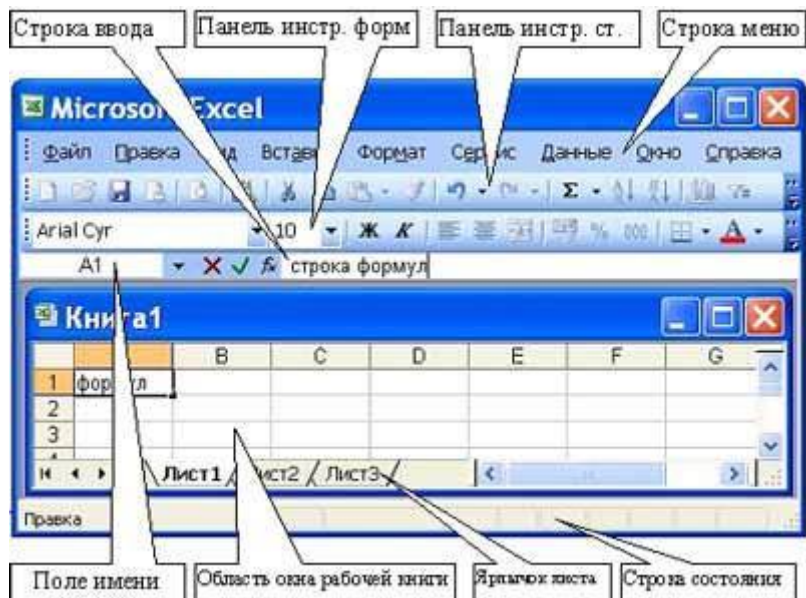 Строка ввода Панель инстр. форм Панель инстр. ст. Строка меню
Microsoft Excel
Файл Правка Вид Вставка Формат Сервис Данные Окно Справка
Arial Cyr 10 Ж К
A1 строка формул
Книга1
B C D E F G
1 формул
2
3
Лист1 Лист2 Лист3
Правка
Поле имени Область окна рабочей книги Ярлычок листа Строка состояния